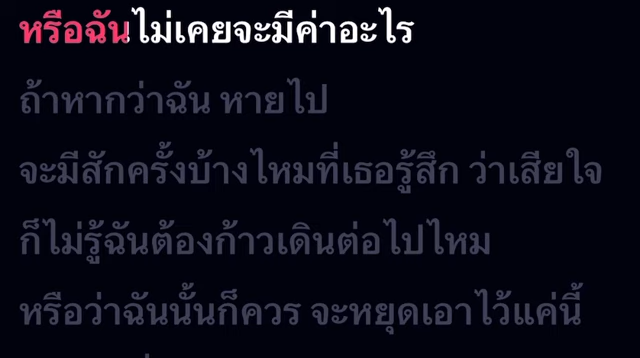 หรือฉันไม่เคยจะมีค่าอะไร
ถ้าหากว่าฉัน หายไป
จะมีสักครั้งบ้างไหมที่เธอรู้สึก ว่าเสียใจ
ก็ไม่รู้ฉันต้องก้าวเดินต่อไปไหม
หรือว่าฉันนั้นก็ควร จะหยุดเอาไว้แค่นี้